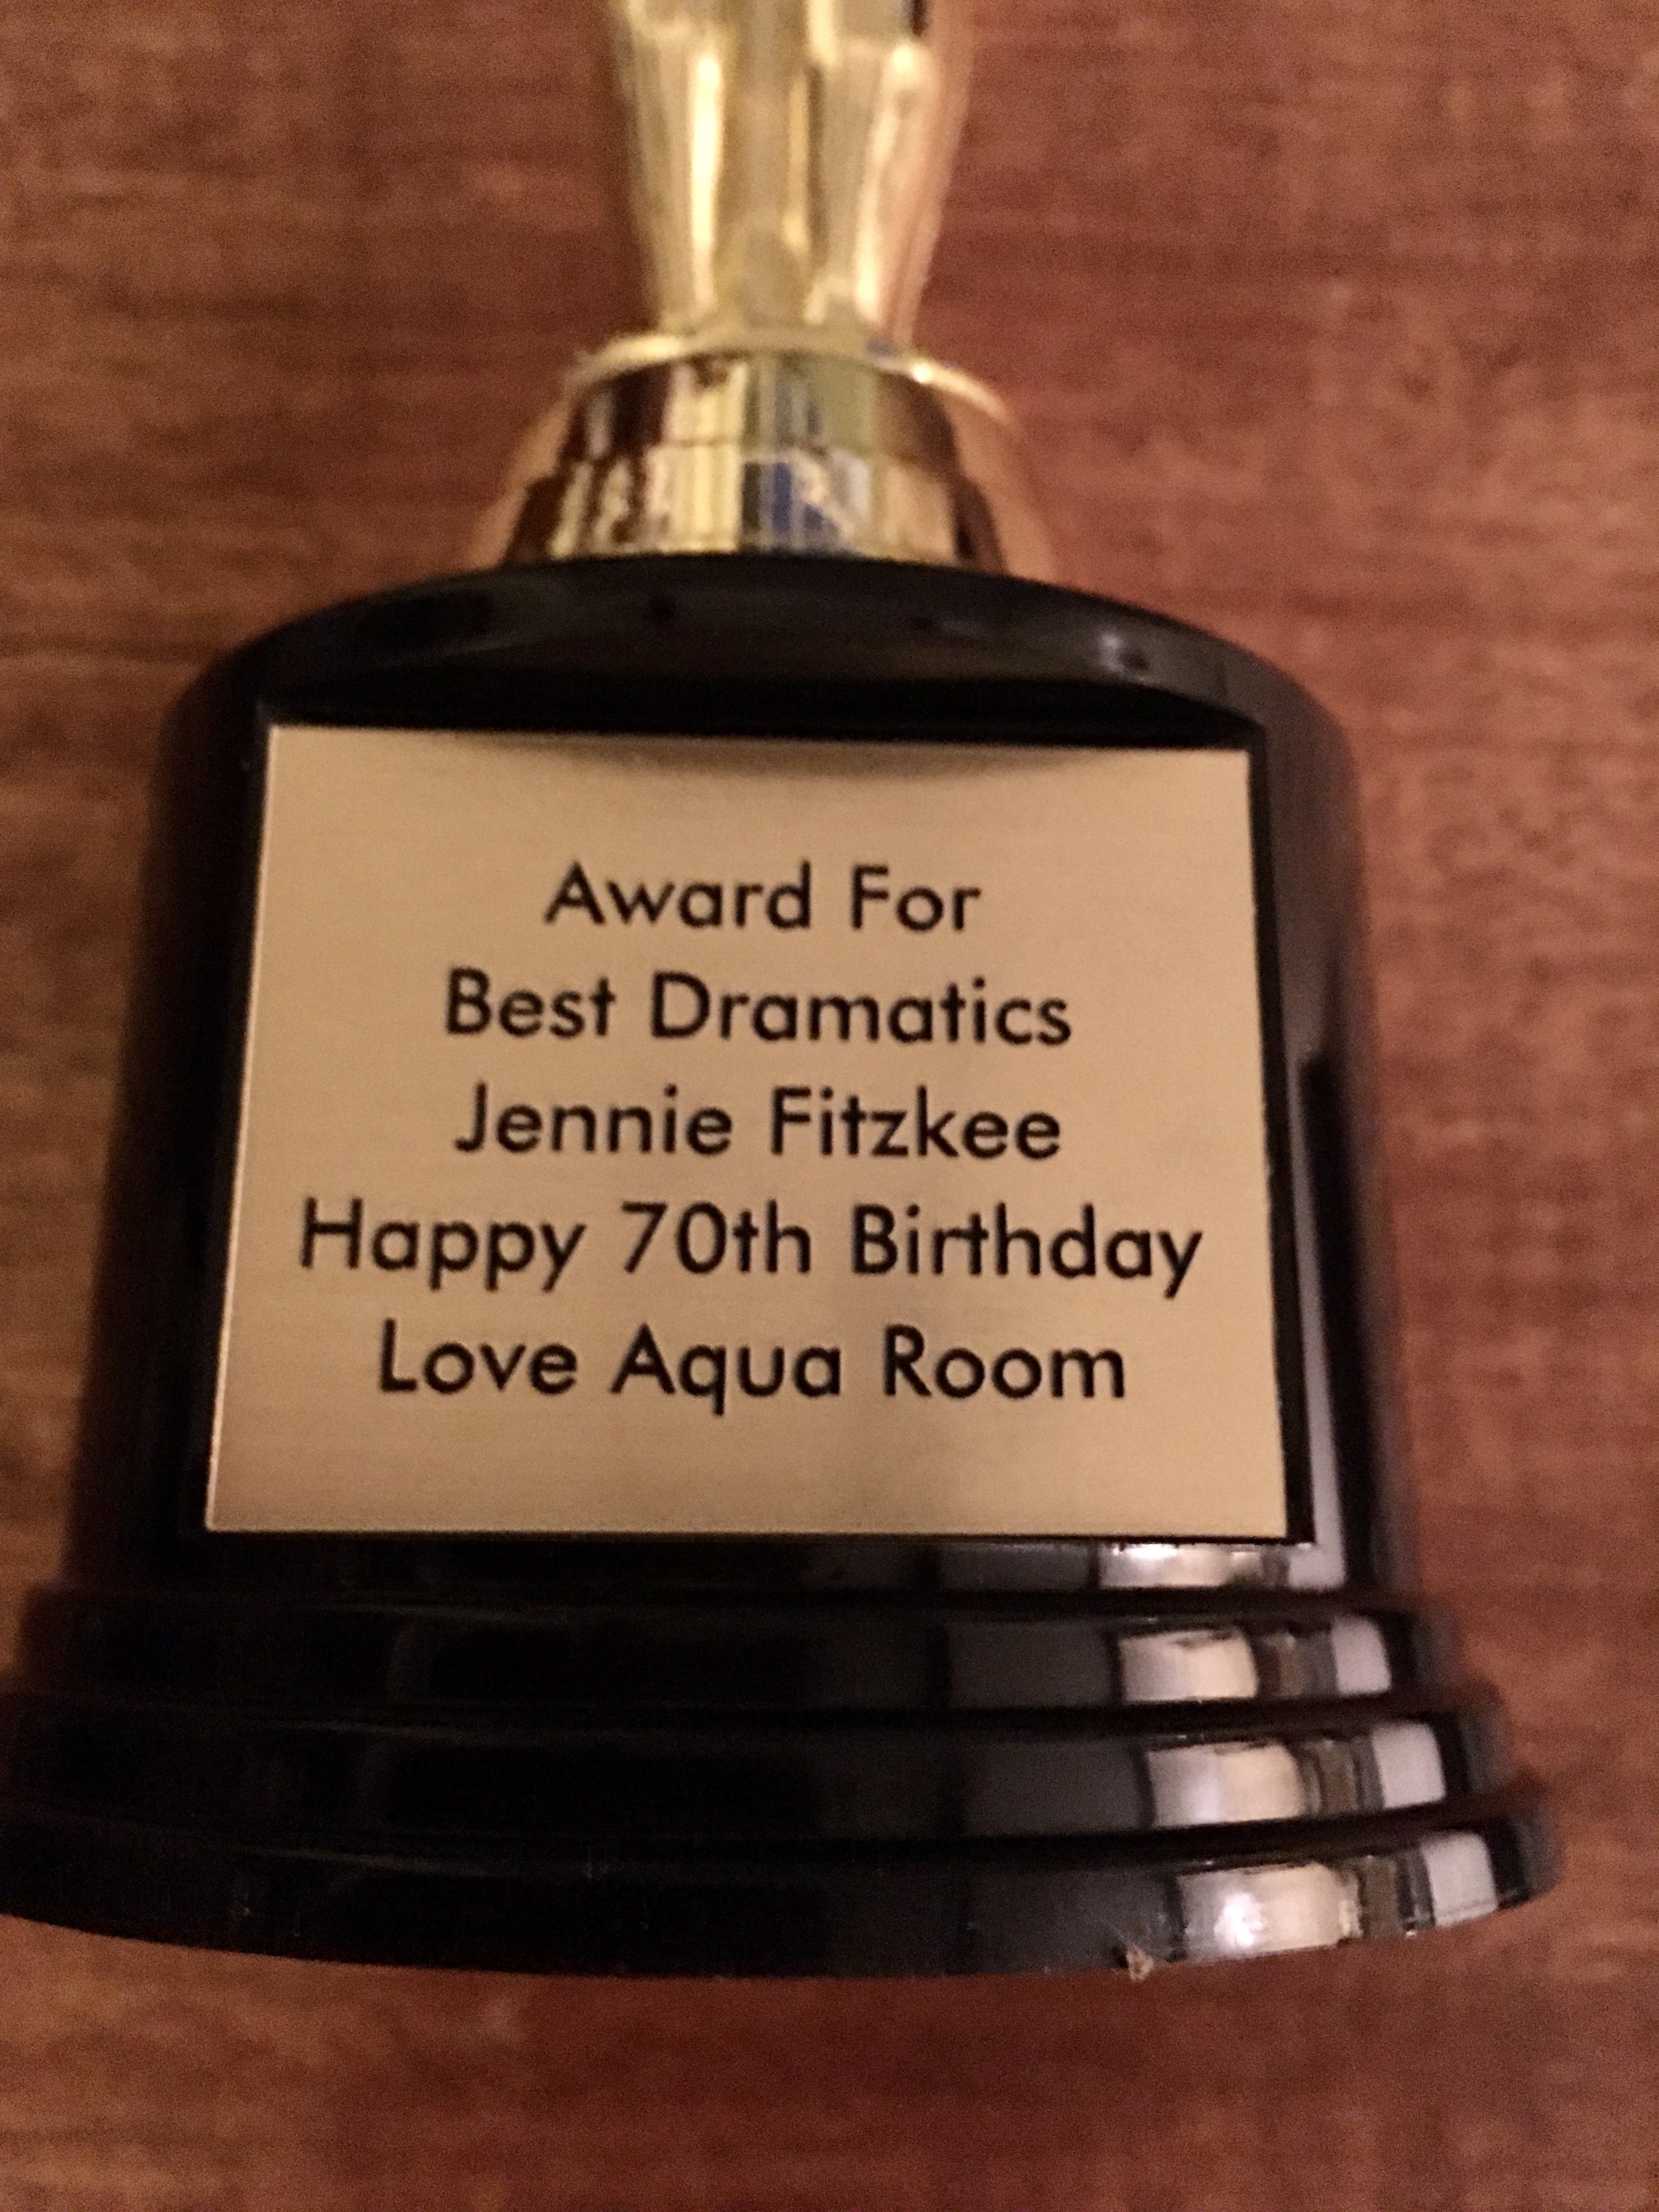 Award For
Best Dramatics
Jennie Fitzkee
Happy 70th Birthday
Love Aqua Room